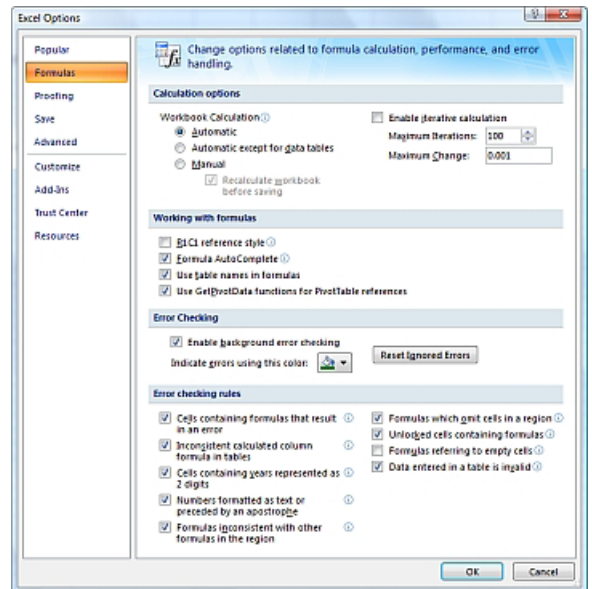 Excel Options
Popular
Formulas
Proofing
Save
Advanced
Customize
Add-Ins
Trust Center
Resources
Change options related to formula calculation, performance, and error
handling.
Calculation options
Workbook Calculation
Automatic
Automatic except for data tables
Manual
Recalculate workbook
before saving
Enable iterative calculation
Maximum Iterations: 100
Maximum Change: 0.001
Working with formulas
R1C1 reference style
Formula AutoComplete
Use table names in formulas
Use GetPivotData functions for PivotTable references
Error Checking
Enable background error checking
Indicate errors using this color:
Reset Ignored Errors
Error checking rules
Cells containing formulas that result
in an error
Inconsistent calculated column
formula in tables
Cells containing years represented as
2 digits
Numbers formatted as text or
preceded by an apostrophe
Formulas inconsistent with other
formulas in the region
Formulas which omit cells in a region
Unlocked cells containing formulas
Formulas referring to empty cells
Data entered in a table is invalid
OK
Cancel